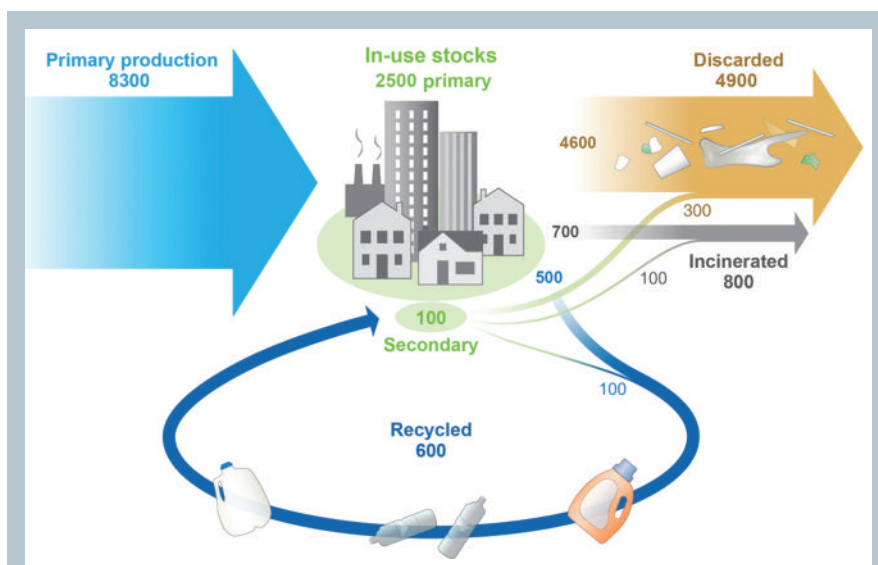 Primary production
8300
In-use stocks
2500 primary
Discarded
4900
4600
300
700
Incinerated
800
500
100
100
Secondary
100
Recycled
600